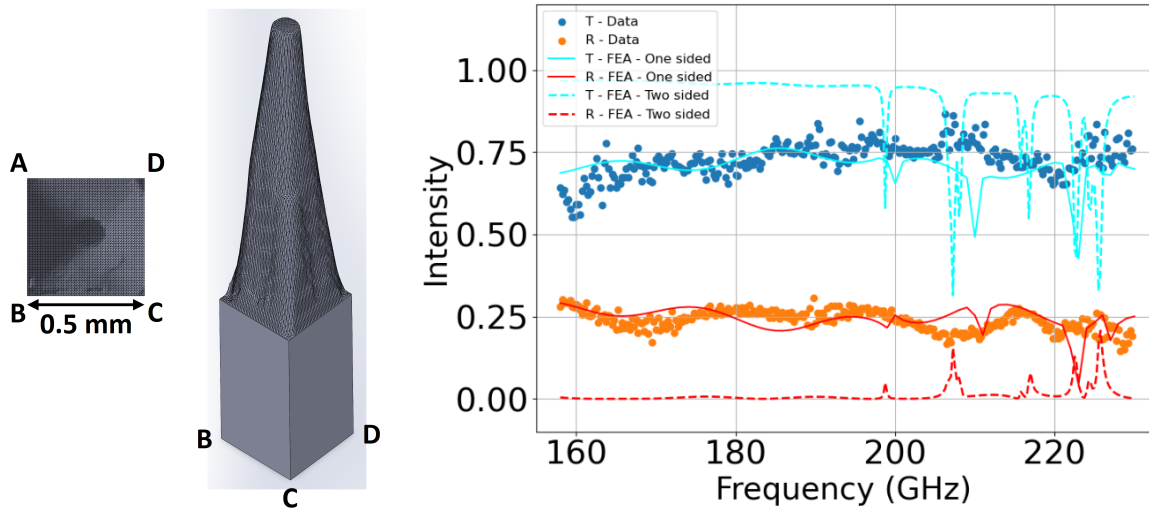 A
D
B
C
0.5 mm
B
D
C
T - Data
R - Data
T - FEA - One sided
R - FEA - One sided
T - FEA - Two sided
R - FEA - Two sided
1.00
0.75
0.50
0.25
0.00
Intensity
160
180
200
220
Frequency (GHz)